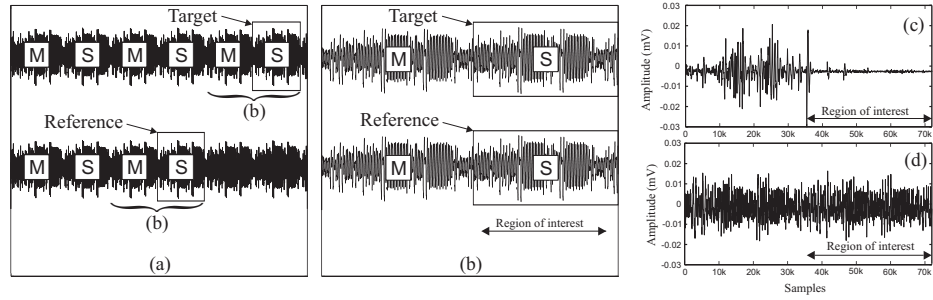 Target
M S M S M S
(b)
Reference
M S M S
(b)
(a)
Target
M S
Reference
M S
Region of interest
(b)
(c)
Amplitude (mV)
0.03
0.02
0.01
0
-0.01
-0.02
-0.03
Region of interest
0 10k 20k 30k 40k 50k 60k 70k
(d)
Amplitude (mV)
0.03
0.02
0.01
0
-0.01
-0.02
-0.03
Region of interest
0 10k 20k 30k 40k 50k 60k 70k
Samples